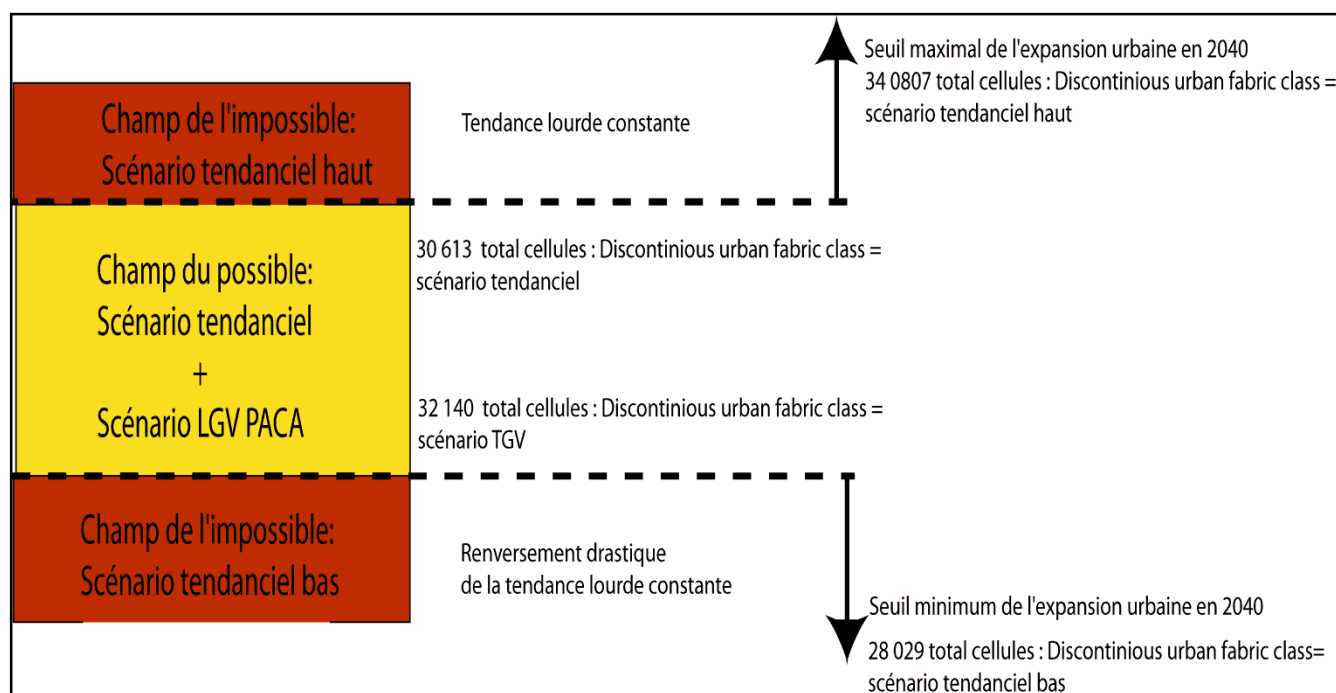 Champ de l'impossible:
Scénario tendanciel haut
Tendance lourde constante
Seuil maximal de l'expansion urbaine en 2040
34 0807 total cellules : Discontinious urban fabric class =
scénario tendanciel haut
Champ du possible:
Scénario tendanciel
+
Scénario LGV PACA
30 613 total cellules : Discontinious urban fabric class =
scénario tendanciel
32 140 total cellules : Discontinious urban fabric class =
scénario TGV
Champ de l'impossible:
Scénario tendanciel bas
Renversement drastique
de la tendance lourde constante
Seuil minimum de l'expansion urbaine en 2040
28 029 total cellules : Discontinious urban fabric class=
scénario tendanciel bas